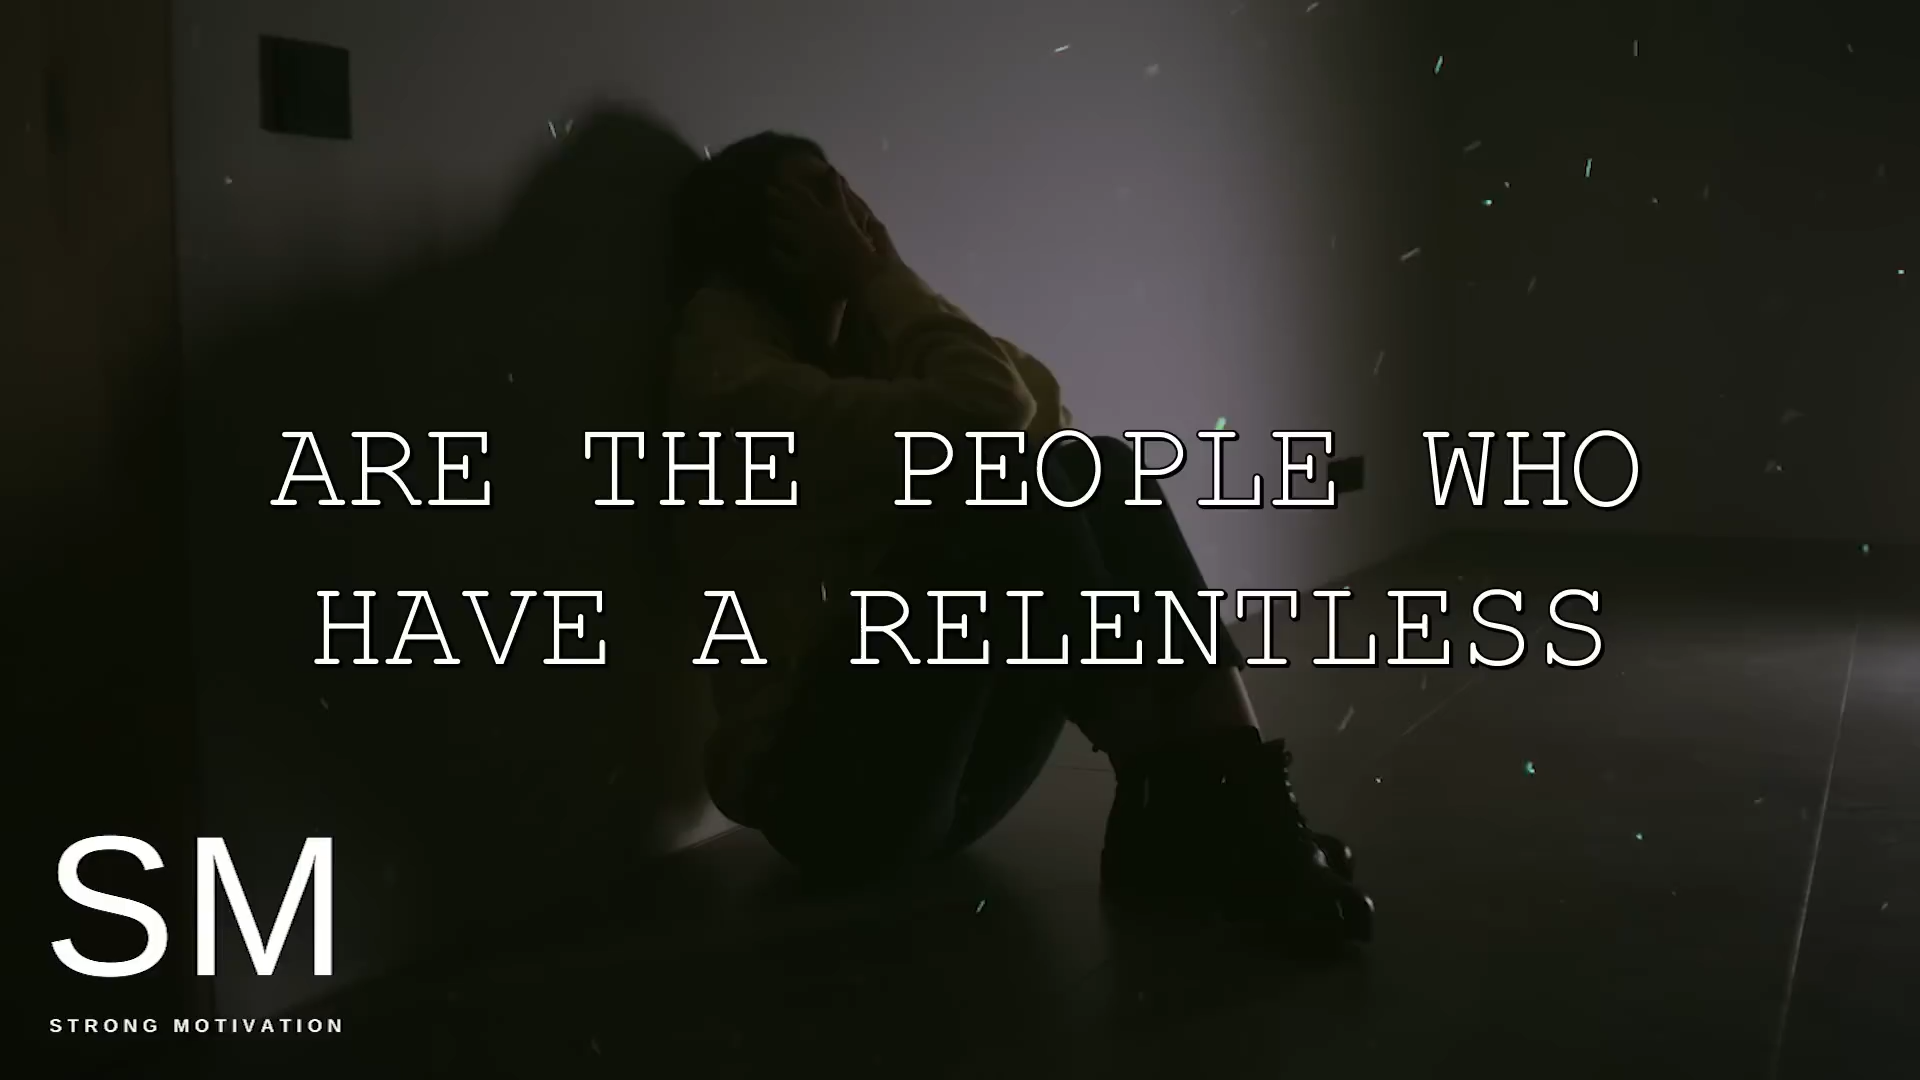 ARE THE PEOPLE WHO
HAVE A RELENTLESS
SM
STRONG MOTIVATION